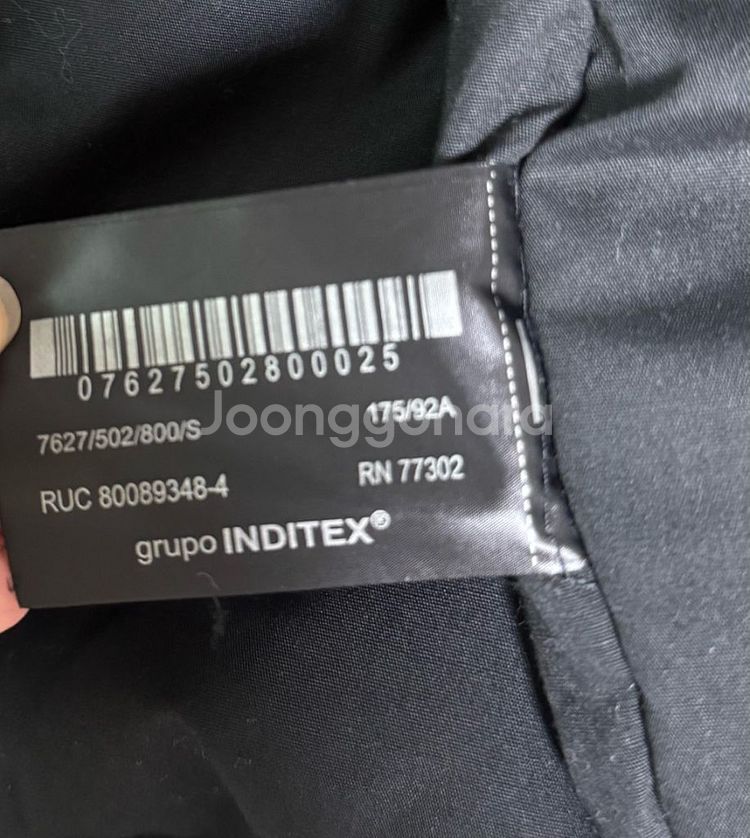 07627502800025
7627/502/800/S
175/92A
RUC 80089348-4
RN 77302
grupo INDITEX®
Joonggonara